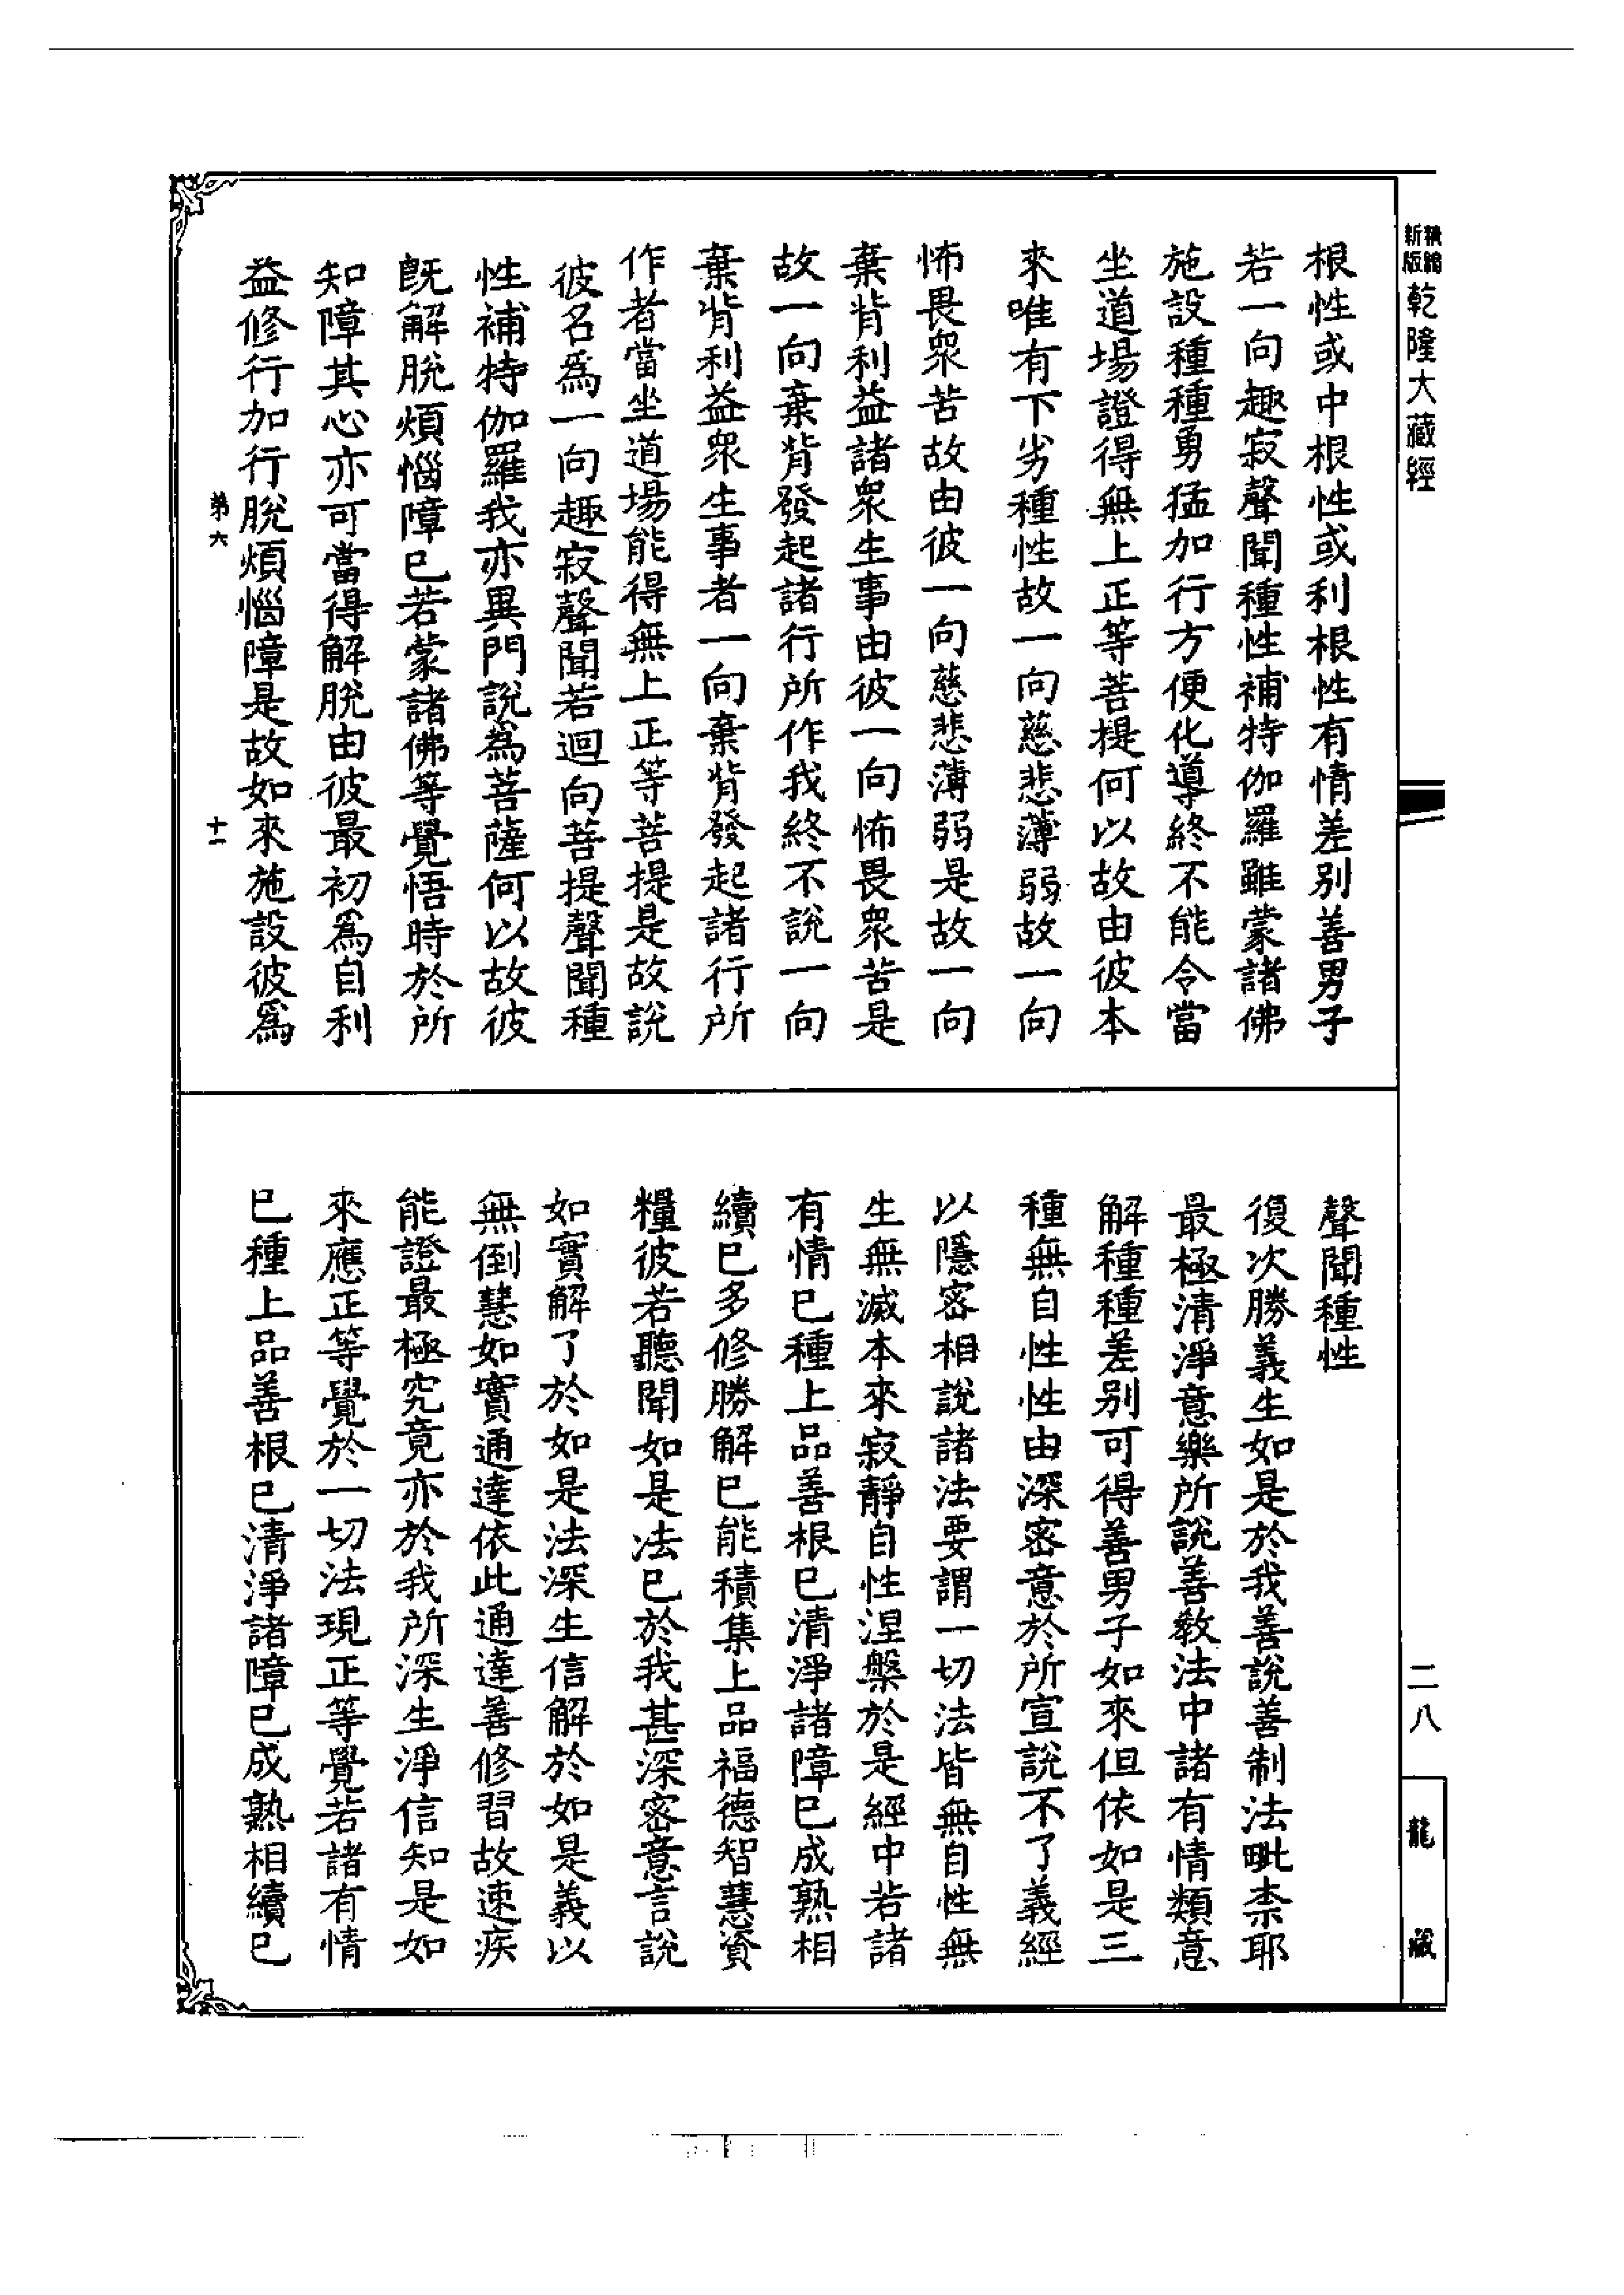 精縮新版乾隆大藏經
根性或中根性或利根性有情差別善男子
若一向趣寂聲聞種性補特伽羅雖蒙諸佛
施設種種勇猛加行方便化導終不能令當
坐道場證得無上正等菩提何以故由彼本
來唯有下劣種性故一向慈悲薄弱故一向
怖畏眾苦故由彼一向慈悲薄弱是故一向
棄背利益諸眾生事由彼一向怖畏眾苦是
故一向棄背發起諸行所作我終不說一向
棄背利益眾生事者一向棄背發起諸行所
作者當坐道場能得無上正等菩提是故說
彼名為一向趣寂聲聞若迴向菩提聲聞種
性補特伽羅我亦異門說為菩薩何以故彼
既解脫煩惱障已若蒙諸佛等覺悟時於所
知障其心亦可當得解脫由彼最初為自利
益修行加行脫煩惱障是故如來施設彼為
第六 十一
聲聞種性
復次勝義生如是於我善說善制法毗柰耶
最極清淨意樂所說善教法中諸有情類意
解種種差別可得善男子如來但依如是三
種無自性性由深密意於所宣說不了義經
以隱密相說諸法要謂一切法皆無自性無
生無滅本來寂靜自性涅槃於是經中若諸
有情已種上品善根已清淨諸障已成熟相
續已多修勝解已能積集上品福德智慧資
糧彼若聽聞如是法已於我甚深密意言說
如實解了於如是法深生信解於如是義以
無倒慧如實通達依此通達善修習故速疾
能證最極究竟亦於我所深生淨信知是如
來應正等覺於一切法現正等覺若諸有情
已種上品善根已清淨諸障已成熟相續已
二八
龍藏